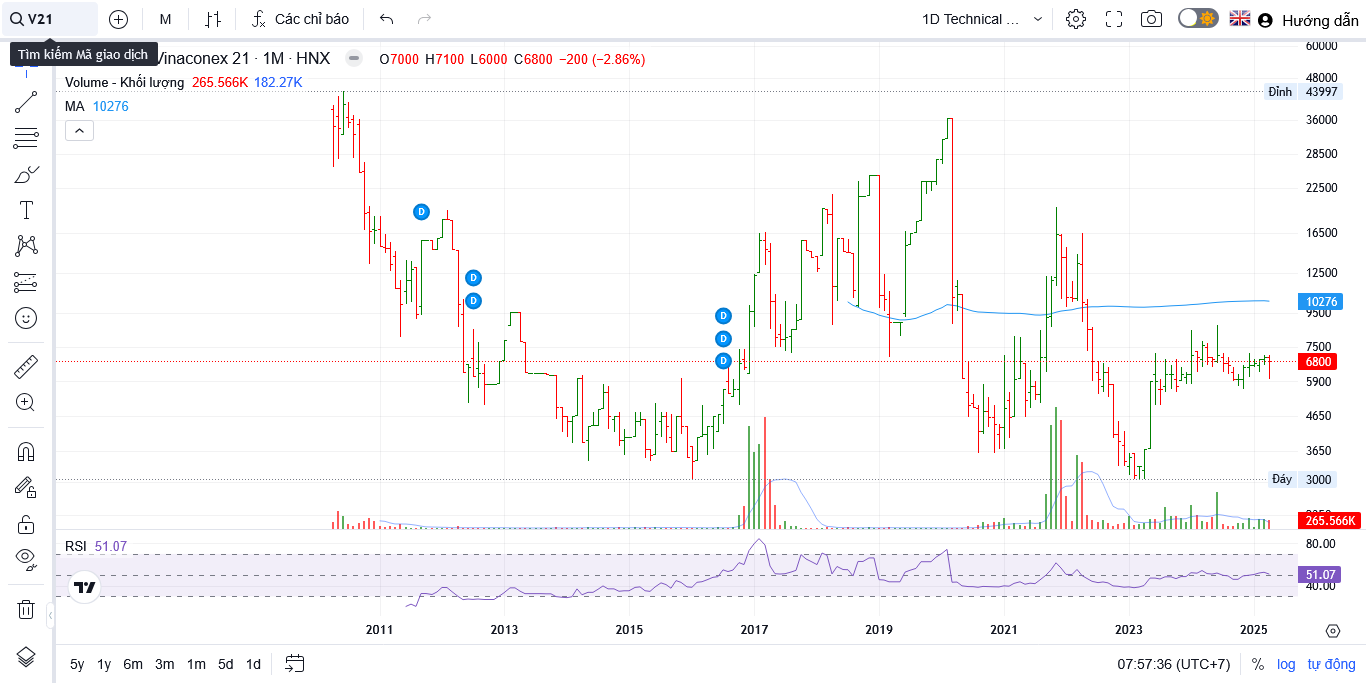 V21
M
Các chỉ báo
1D Technical ...
Hướng dẫn
Tìm kiếm Mã giao dịch
Vinaconex 21 · 1M · HNX
O7000 H7100 L6000 C6800 −200 (−2.86%)
Volume - Khối lượng 265.566K 182.27K
MA 10276
60000
48000
Đỉnh 43997
36000
28500
22500
16500
12500
10276
9500
7500
6800
5900
4650
3650
Đáy 3000
265.566K
D
D
D
D
D
D
RSI 51.07
80.00
51.07
40.00
2011 2013 2015 2017 2019 2021 2023 2025
5y 1y 6m 3m 1m 5d 1d
07:57:36 (UTC+7) % log tự động